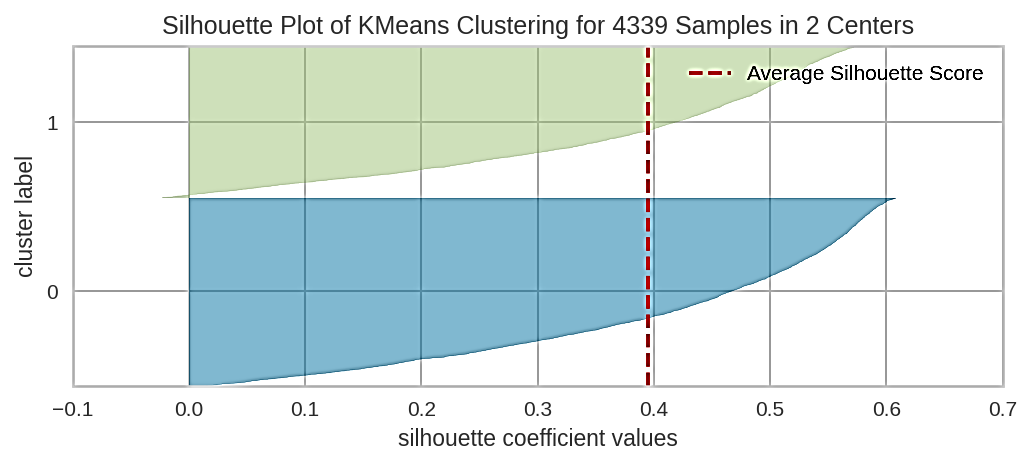 Silhouette Plot of KMeans Clustering for 4339 Samples in 2 Centers
Average Silhouette Score
cluster label
1
0
−0.1 0.0 0.1 0.2 0.3 0.4 0.5 0.6 0.7
silhouette coefficient values